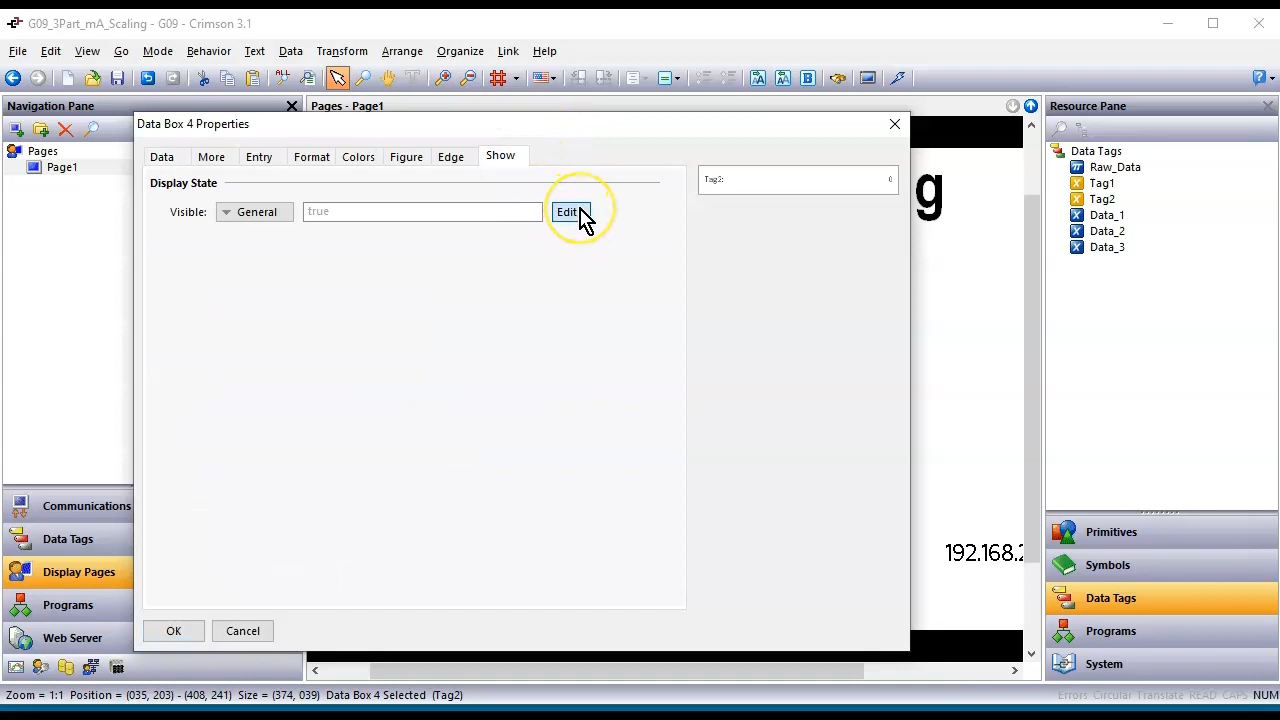 G09_3Part_mA_Scaling - G09 - Crimson 3.1
File Edit View Go Mode Behavior Text Data Transform Arrange Organize Link Help
Navigation Pane
Pages
Page1
Communications
Data Tags
Display Pages
Programs
Web Server
Pages - Page1
Data Box 4 Properties
Data More Entry Format Colors Figure Edge Show
Display State
Visible: General true Edit
Tag2: 0
OK Cancel
g
192.168.2
Resource Pane
Data Tags
Raw_Data
Tag1
Tag2
Data_1
Data_2
Data_3
Primitives
Symbols
Data Tags
Programs
System
Zoom = 1:1 Position = (035, 203) - (408, 241) Size = (374, 039) Data Box 4 Selected (Tag2)
Errors Circular Translate READ CAPS NUM